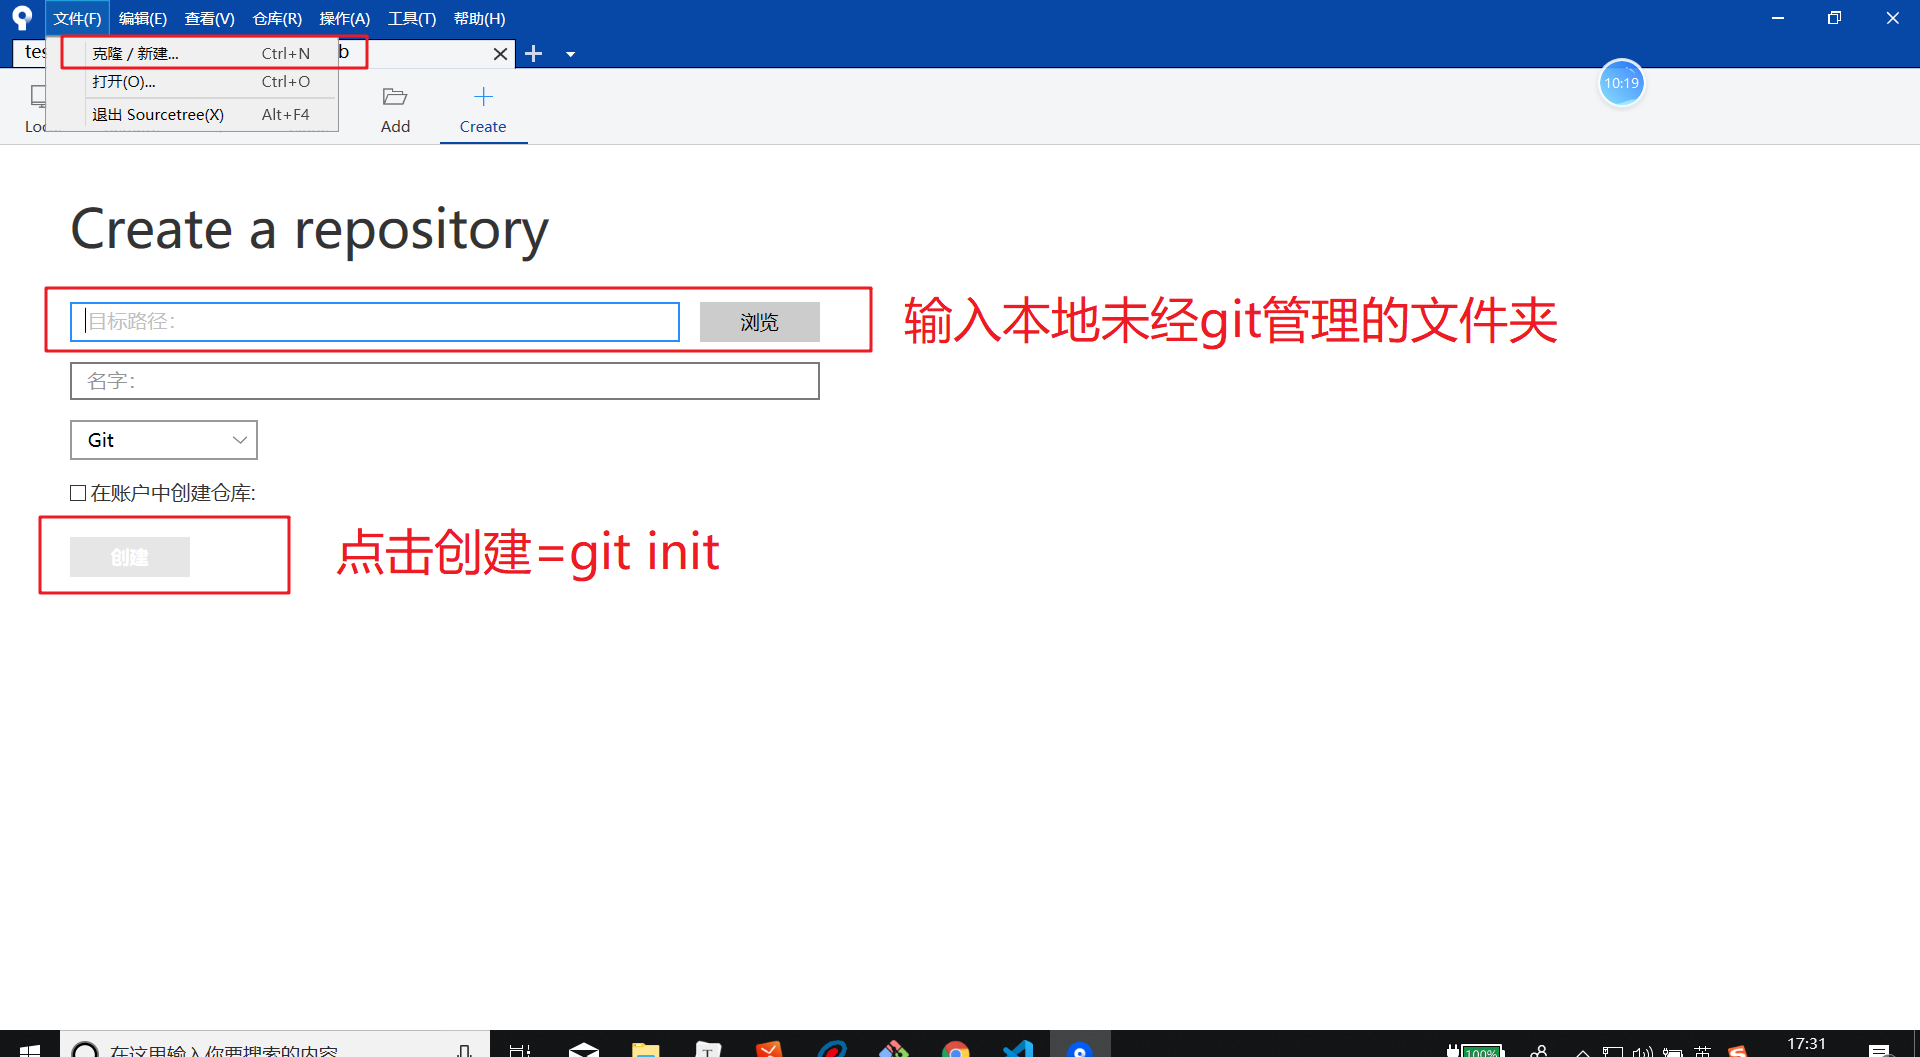 文件(F) 编辑(E) 查看(V) 仓库(R) 操作(A) 工具(T) 帮助(H)
克隆 / 新建... Ctrl+N
打开(O)... Ctrl+O
退出 Sourcetree(X) Alt+F4
10:19
Add
Create
Create a repository
目标路径：
浏览
输入本地未经git管理的文件夹
名字：
Git
在账户中创建仓库:
创建
点击创建=git init
在这里输入你要搜索的内容
100%
英
17:31